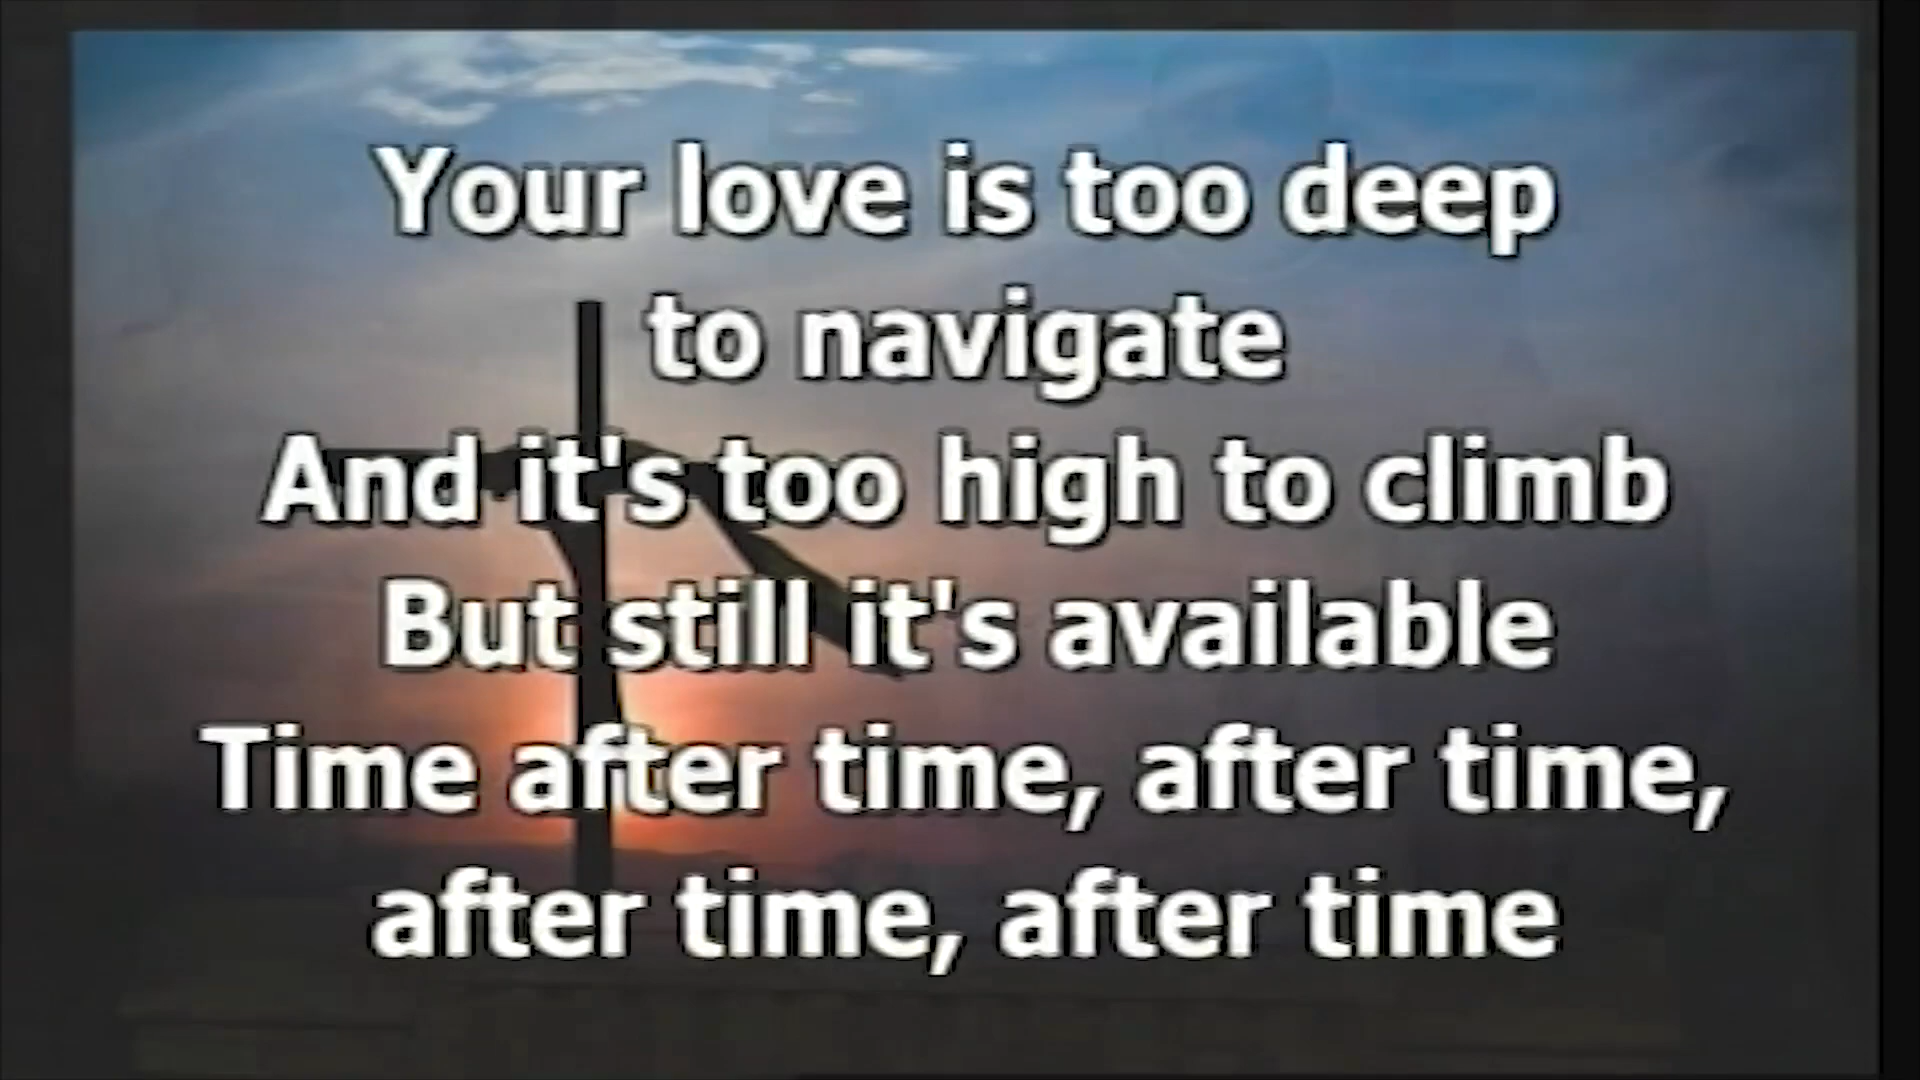 Your love is too deep
to navigate
And it's too high to climb
But still it's available
Time after time, after time,
after time, after time